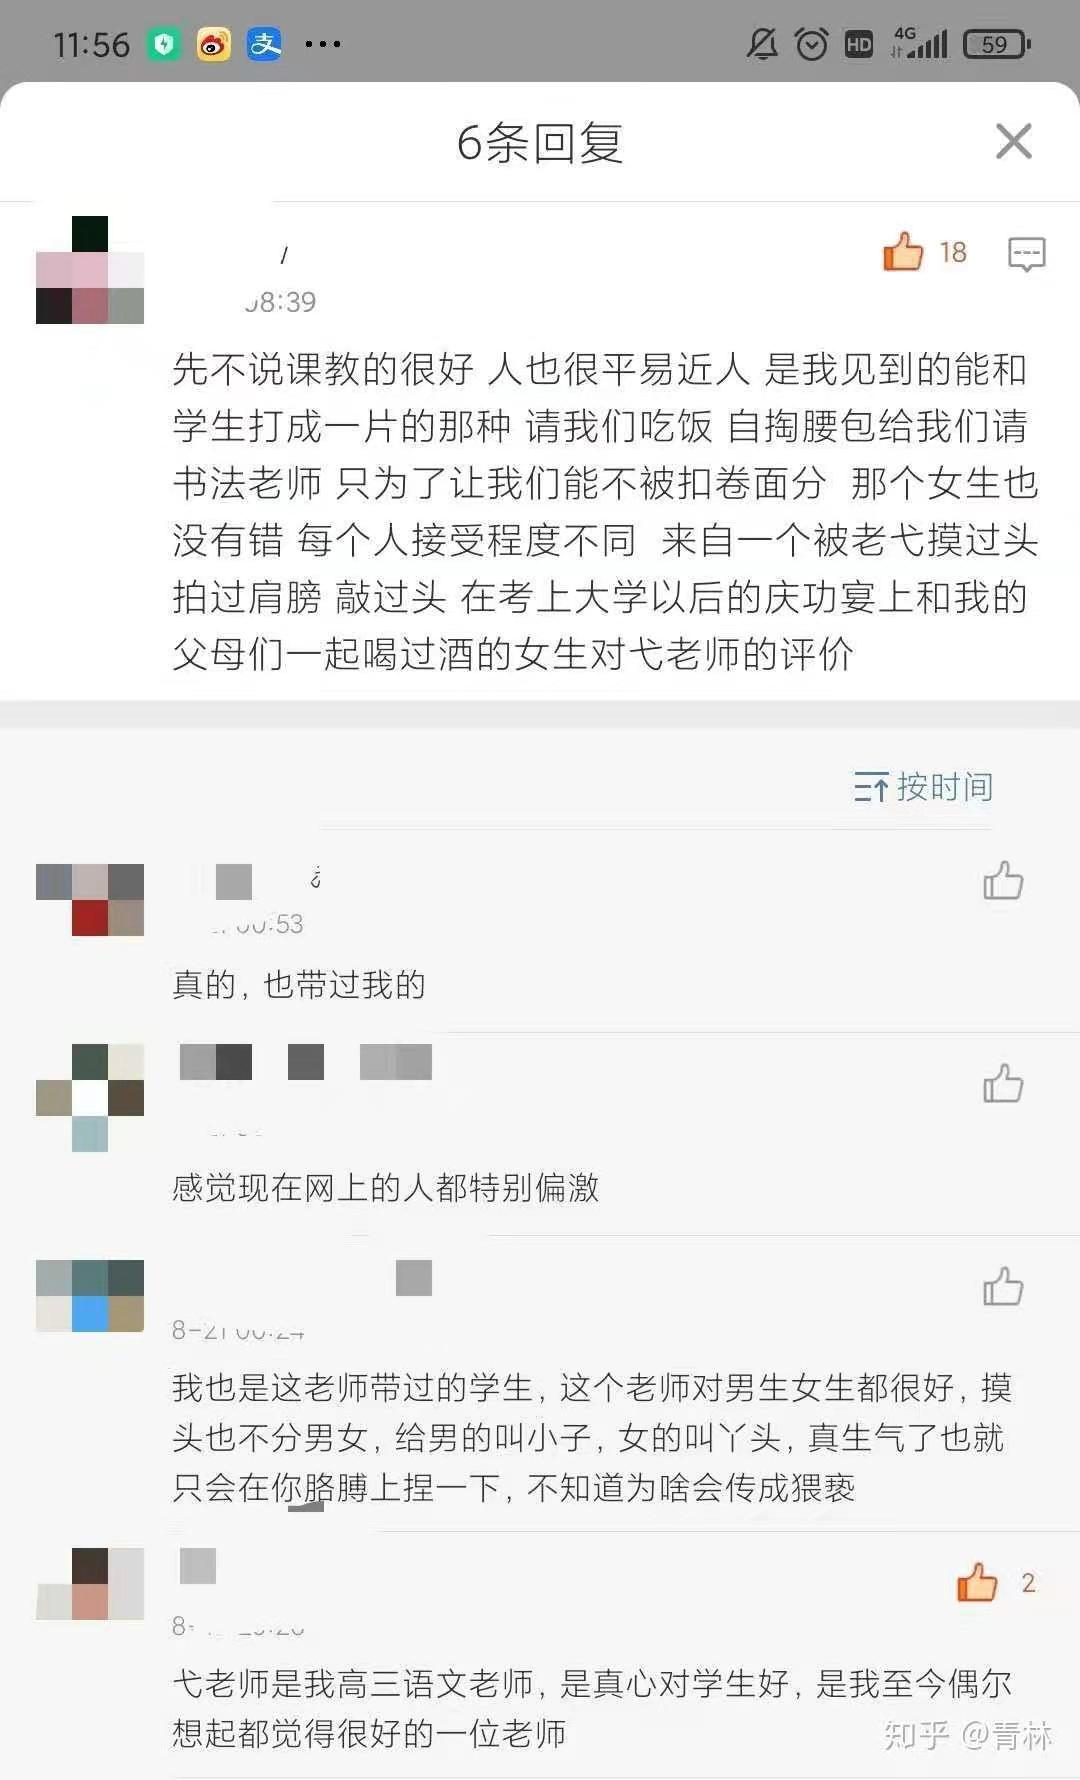 11:56
HD
4G
59
6条回复
18
08:39
先不说课教的很好 人也很平易近人 是我见到的能和
学生打成一片的那种 请我们吃饭 自掏腰包给我们请
书法老师 只为了让我们能不被扣卷面分 那个女生也
没有错 每个人接受程度不同 来自一个被老弋摸过头
拍过肩膀 敲过头 在考上大学以后的庆功宴上和我的
父母们一起喝过酒的女生对弋老师的评价
按时间
00:53
真的, 也带过我的
感觉现在网上的人都特别偏激
8-21 00:24
我也是这老师带过的学生, 这个老师对男生女生都很好, 摸
头也不分男女, 给男的叫小子, 女的叫丫头, 真生气了也就
只会在你胳膊上捏一下, 不知道为啥会传成猥亵
2
弋老师是我高三语文老师, 是真心对学生好, 是我至今偶尔
想起都觉得很好的一位老师
知乎 @青林